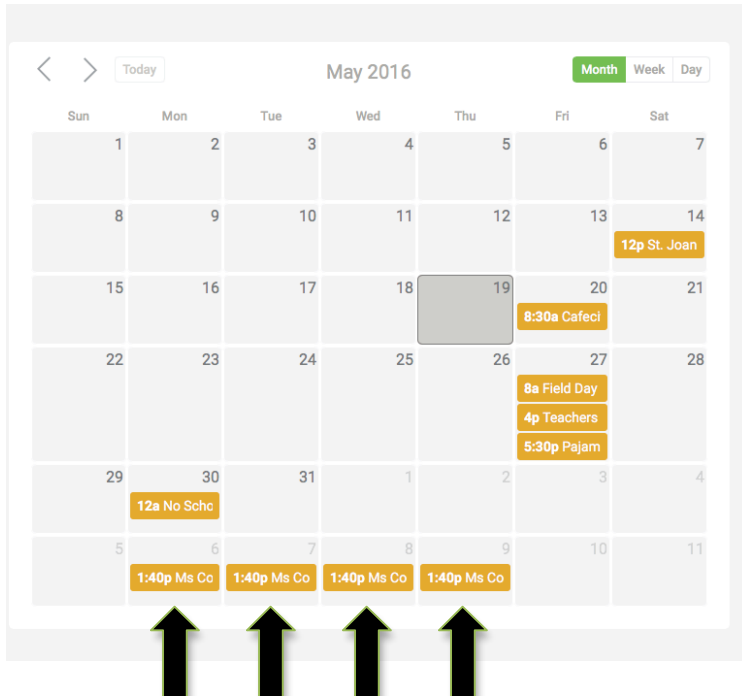 Today May 2016 Month Week Day
Sun Mon Tue Wed Thu Fri Sat
1 2 3 4 5 6 7
8 9 10 11 12 13 14
12p St. Joan
15 16 17 18 19 20 21
8:30a Cafeci
22 23 24 25 26 27 28
8a Field Day
4p Teachers
5:30p Pajam
29 30 31 1 2 3 4
12a No Scho
5 6 7 8 9 10 11
1:40p Ms Co 1:40p Ms Co 1:40p Ms Co 1:40p Ms Co